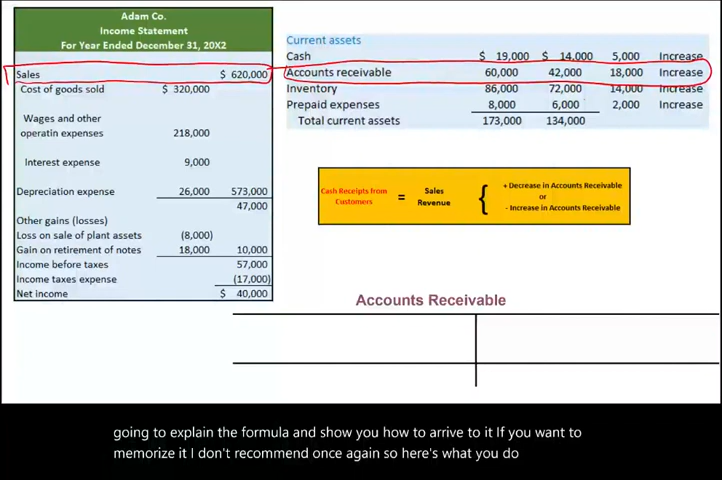 Adam Co.
Income Statement
For Year Ended December 31, 20X2
Sales $ 620,000
Cost of goods sold $ 320,000
Wages and other
operatin expenses 218,000
Interest expense 9,000
Depreciation expense 26,000 573,000
47,000
Other gains (losses)
Loss on sale of plant assets (8,000)
Gain on retirement of notes 18,000 10,000
Income before taxes 57,000
Income taxes expense (17,000)
Net income $ 40,000
Current assets
Cash $ 19,000 $ 14,000 5,000 Increase
Accounts receivable 60,000 42,000 18,000 Increase
Inventory 86,000 72,000 14,000 Increase
Prepaid expenses 8,000 6,000 2,000 Increase
Total current assets 173,000 134,000
Cash Receipts from
Customers
=
Sales
Revenue
{
+ Decrease in Accounts Receivable
or
- Increase in Accounts Receivable
Accounts Receivable
going to explain the formula and show you how to arrive to it If you want to
memorize it I don't recommend once again so here's what you do